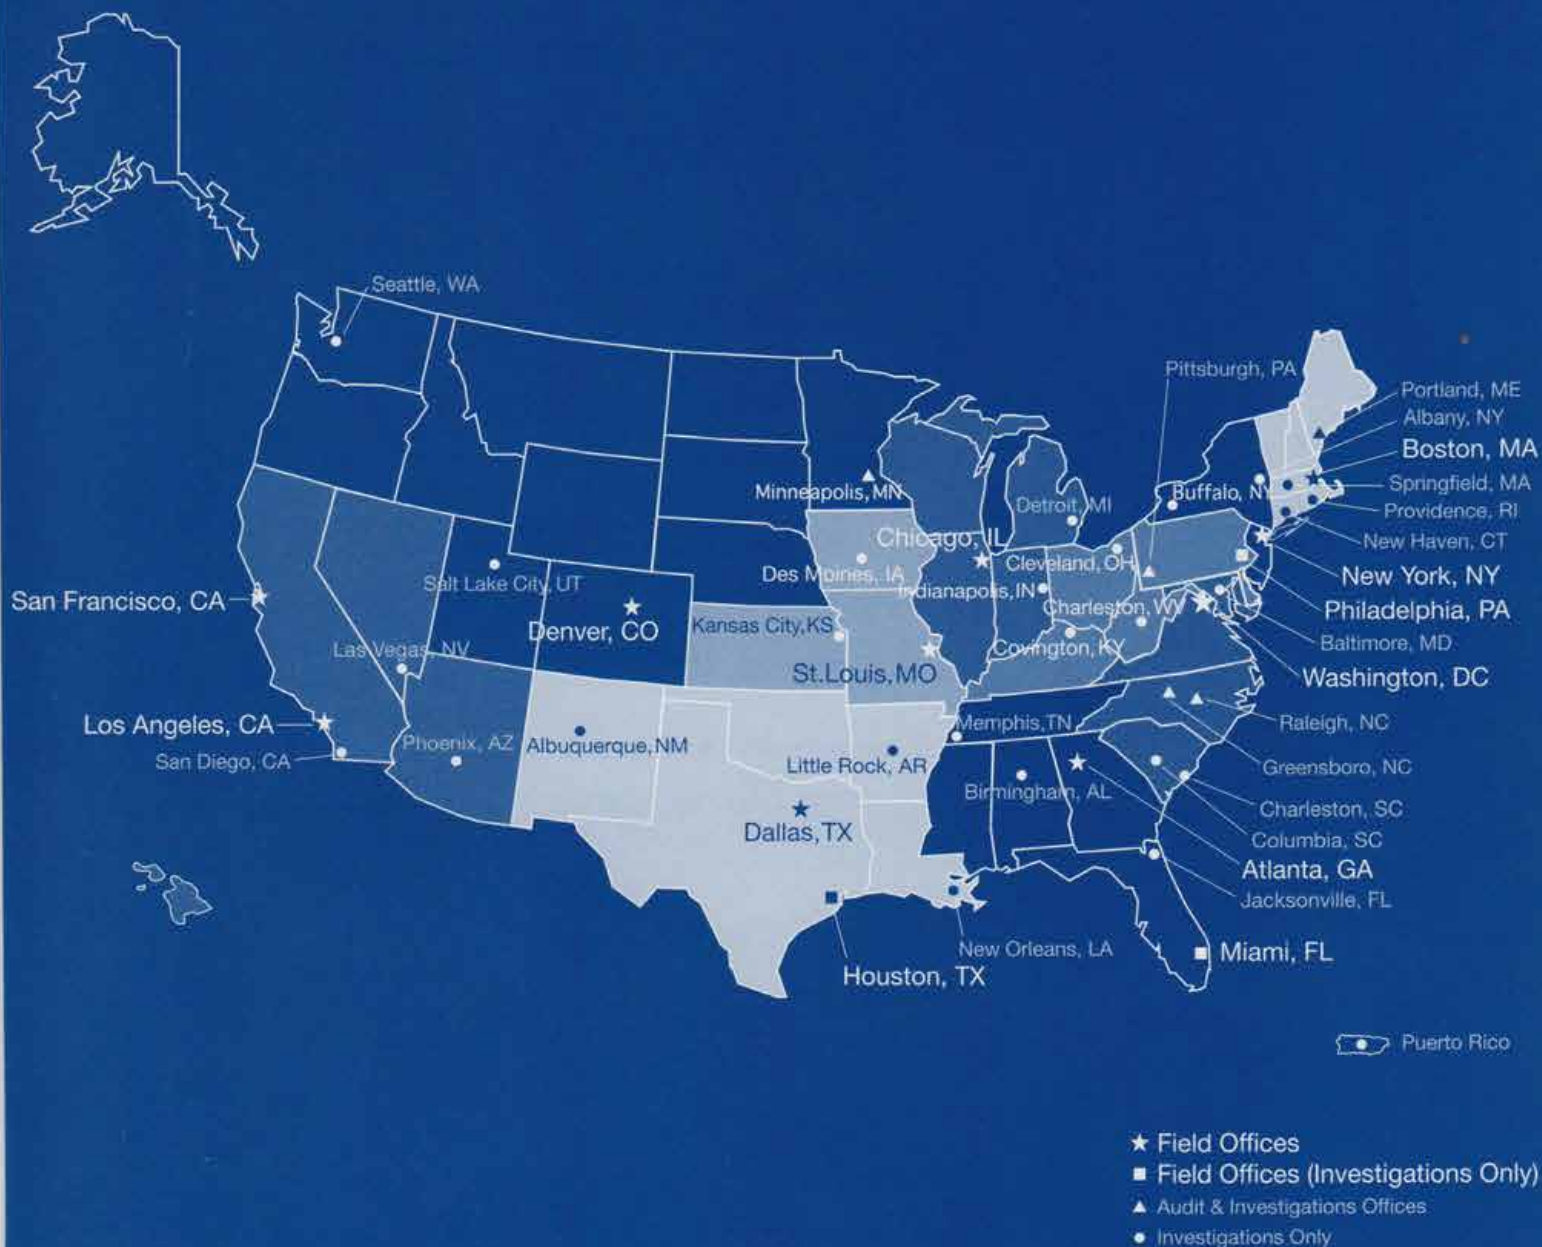 Seattle, WA
Pittsburgh, PA
Portland, ME
Albany, NY
Boston, MA
Minneapolis, MN
Detroit, MI
Buffalo, NY
Springfield, MA
Providence, RI
Chicago, IL
New Haven, CT
Cleveland, OH
Salt Lake City, UT
Des Moines, IA
Indianapolis, IN
New York, NY
San Francisco, CA
Charleston, WV
Philadelphia, PA
Denver, CO
Kansas City, KS
Baltimore, MD
Las Vegas, NV
Covington, KY
St.Louis, MO
Washington, DC
Los Angeles, CA
Memphis, TN
Raleigh, NC
Phoenix, AZ
Albuquerque, NM
San Diego, CA
Little Rock, AR
Greensboro, NC
Birmingham, AL
Charleston, SC
Dallas, TX
Columbia, SC
Atlanta, GA
Jacksonville, FL
New Orleans, LA
Miami, FL
Houston, TX
Puerto Rico
Field Offices
Field Offices (Investigations Only)
Audit & Investigations Offices
Investigations Only